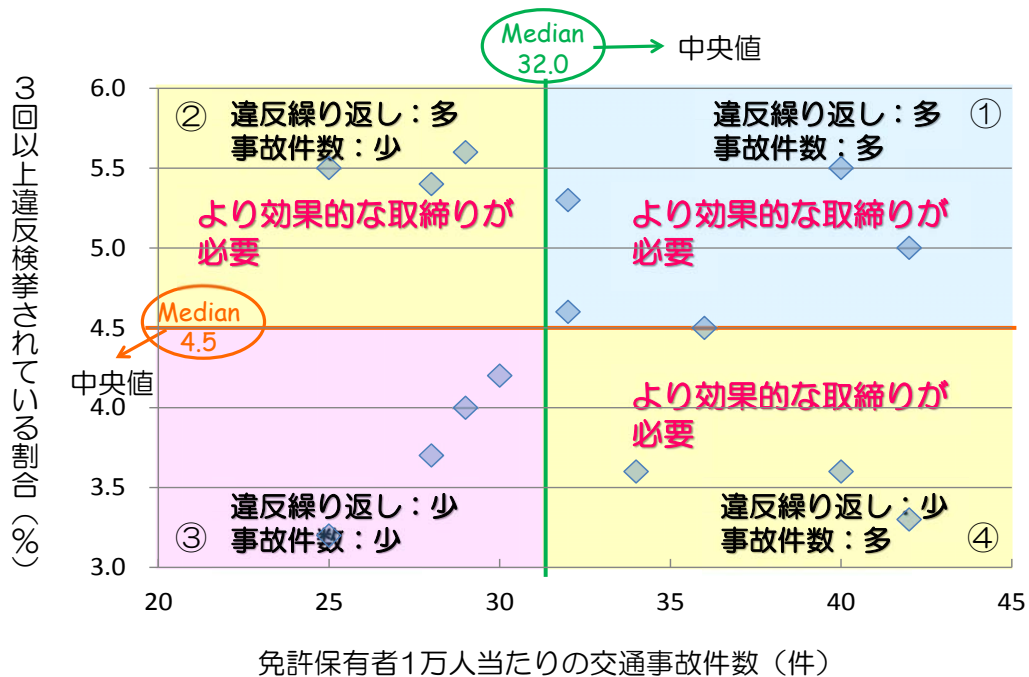 Median
32.0
中央値
3回以上違反検挙されている割合（%）
6.0
5.5
5.0
4.5
4.0
3.5
3.0
②
違反繰り返し：多
事故件数：少
より効果的な取締りが
必要
①
違反繰り返し：多
事故件数：多
より効果的な取締りが
必要
Median
4.5
中央値
③
違反繰り返し：少
事故件数：少
より効果的な取締りが
必要
違反繰り返し：少
事故件数：多
④
20
25
30
35
40
45
免許保有者1万人当たりの交通事故件数（件）